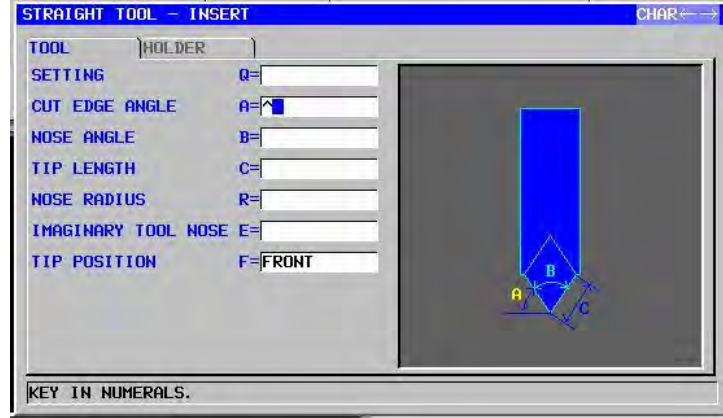 STRAIGHT TOOL - INSERT CHAR←→
TOOL HOLDER
SETTING Q=
CUT EDGE ANGLE A=^
NOSE ANGLE B=
TIP LENGTH C=
NOSE RADIUS R=
IMAGINARY TOOL NOSE E=
TIP POSITION F=FRONT
B
A
C
KEY IN NUMERALS.